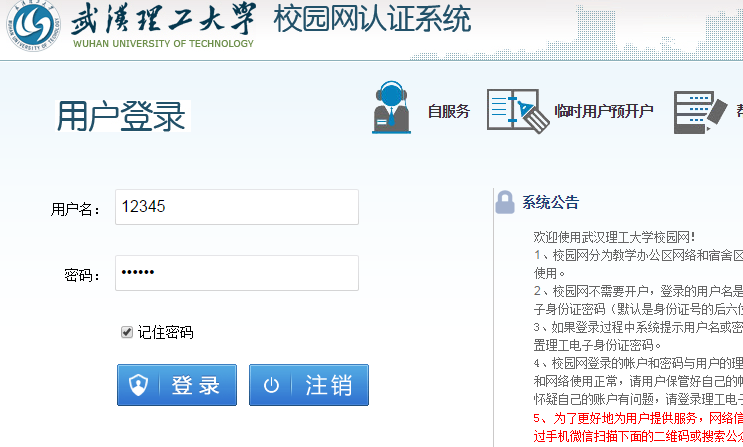 武漢理工大學 校园网认证系统
WUHAN UNIVERSITY OF TECHNOLOGY
用户登录
自服务
临时用户预开户
用户名：
12345
密码：
••••••
记住密码
登录
注销
系统公告
欢迎使用武汉理工大学校园网！
1、校园网分为教学办公区网络和宿舍区
使用。
2、校园网不需要开户，登录的用户名是
子身份证密码（默认是身份证号的后六位
3、如果登录过程中系统提示用户名或密
置理工电子身份证密码。
4、校园网登录的帐户和密码与用户的理
和网络使用正常，请用户保管好自己的帐
怀疑自己的账户有问题，请登录理工电子
5、为了更好地为用户提供服务，网络信
过手机微信扫描下面的二维码或搜索公众